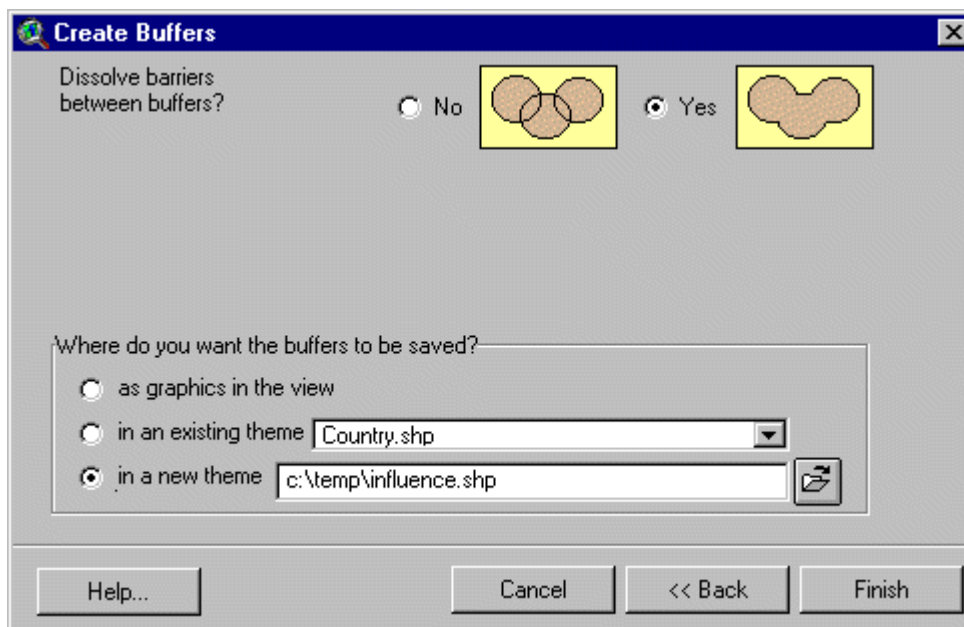 Create Buffers
Dissolve barriers
between buffers?
No
Yes
Where do you want the buffers to be saved?
as graphics in the view
in an existing theme Country.shp
in a new theme c:\temp\influence.shp
Help... Cancel << Back Finish